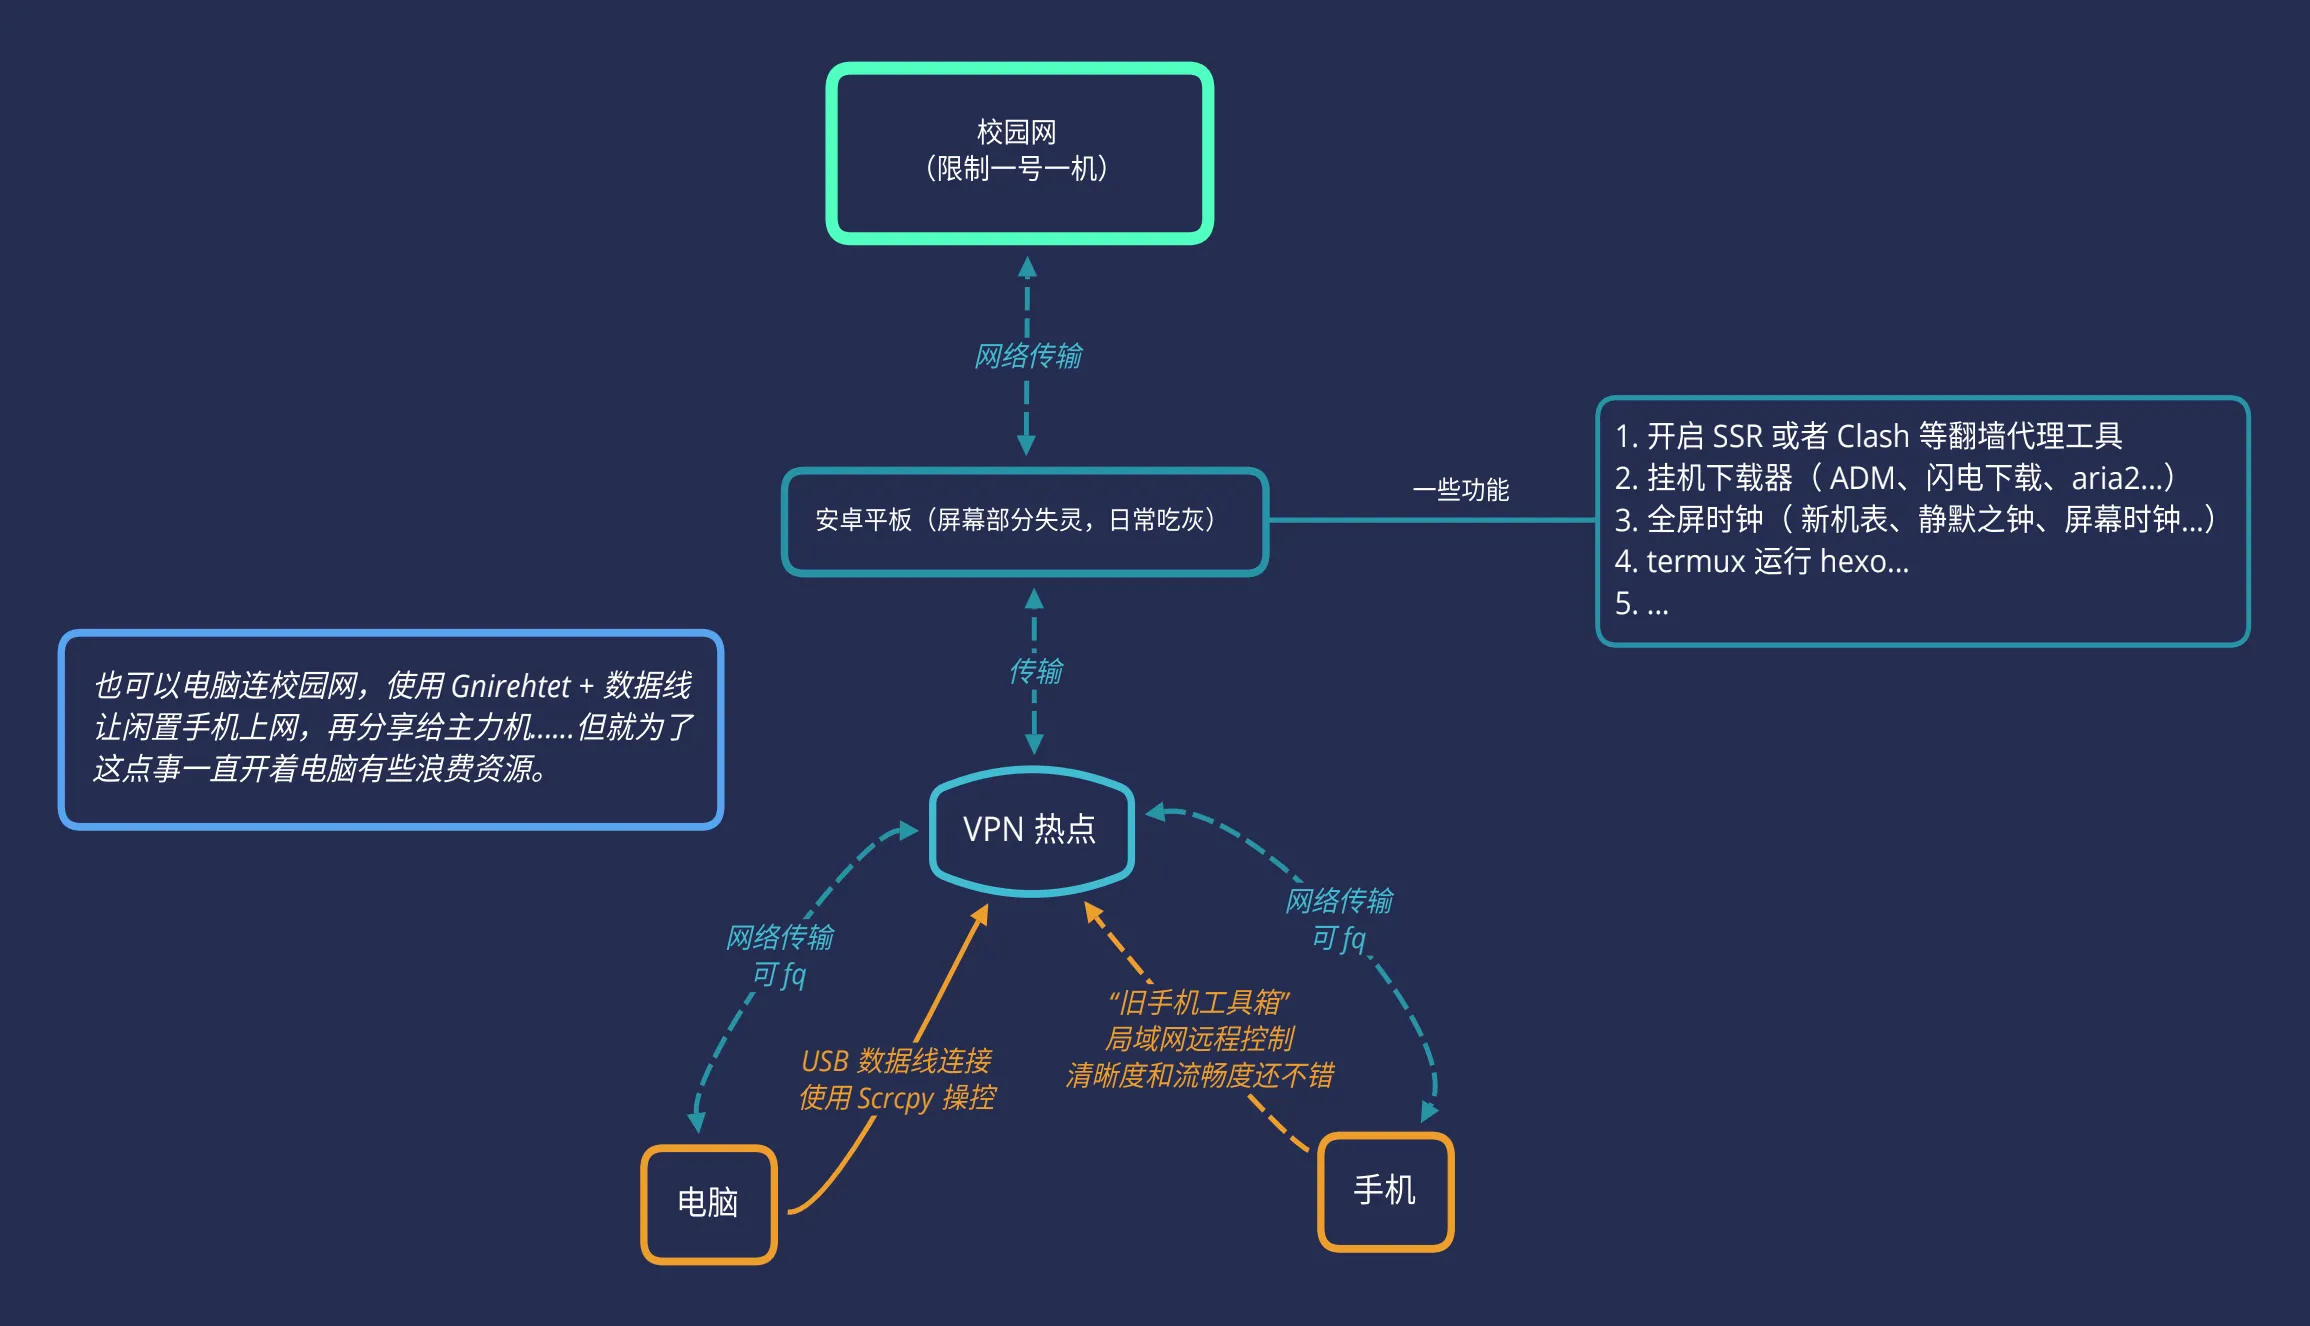 校园网
（限制一号一机）
网络传输
安卓平板（屏幕部分失灵，日常吃灰）
一些功能
1. 开启 SSR 或者 Clash 等翻墙代理工具
2. 挂机下载器（ ADM、闪电下载、aria2...）
3. 全屏时钟（ 新机表、静默之钟、屏幕时钟...）
4. termux 运行 hexo...
5. ...
也可以电脑连校园网，使用 Gnirehtet + 数据线
让闲置手机上网，再分享给主力机......但就为了
这点事一直开着电脑有些浪费资源。
传输
VPN 热点
网络传输
可 fq
网络传输
可 fq
USB 数据线连接
使用 Scrcpy 操控
“旧手机工具箱”
局域网远程控制
清晰度和流畅度还不错
电脑
手机